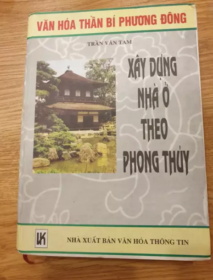 VĂN HÓA THẦN BÍ PHƯƠNG ĐÔNG
TRẦN VĂN TAM
XÂY DỰNG
NHÀ Ở
THEO
PHONG THỦY
NHÀ XUẤT BẢN VĂN HÓA THÔNG TIN